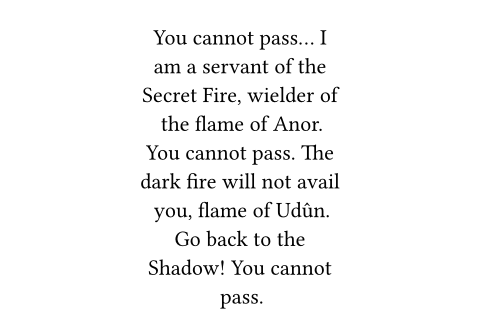 You cannot pass… I
am a servant of the
Secret Fire, wielder of
the flame of Anor.
You cannot pass. The
dark fire will not avail
you, flame of Udûn.
Go back to the
Shadow! You cannot
pass.